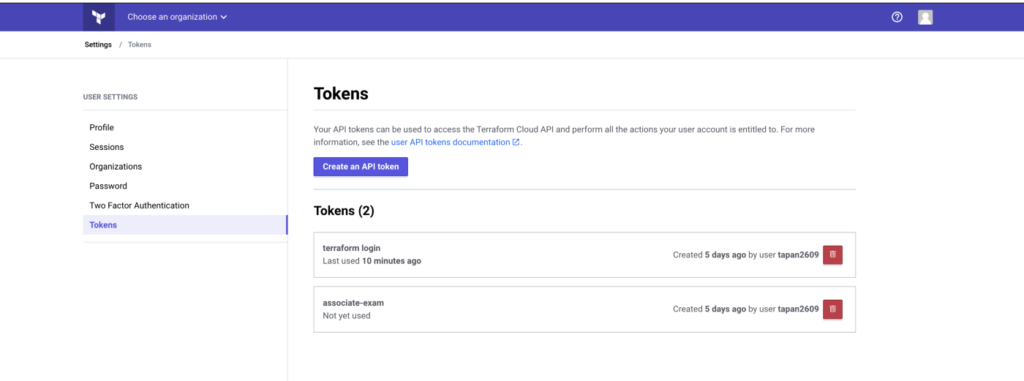 Choose an organization
Settings / Tokens
USER SETTINGS
Profile
Sessions
Organizations
Password
Two Factor Authentication
Tokens
Tokens
Your API tokens can be used to access the Terraform Cloud API and perform all the actions your user account is entitled to. For more
information, see the user API tokens documentation.
Create an API token
Tokens (2)
terraform login
Last used 10 minutes ago
Created 5 days ago by user tapan2609
associate-exam
Not yet used
Created 5 days ago by user tapan2609